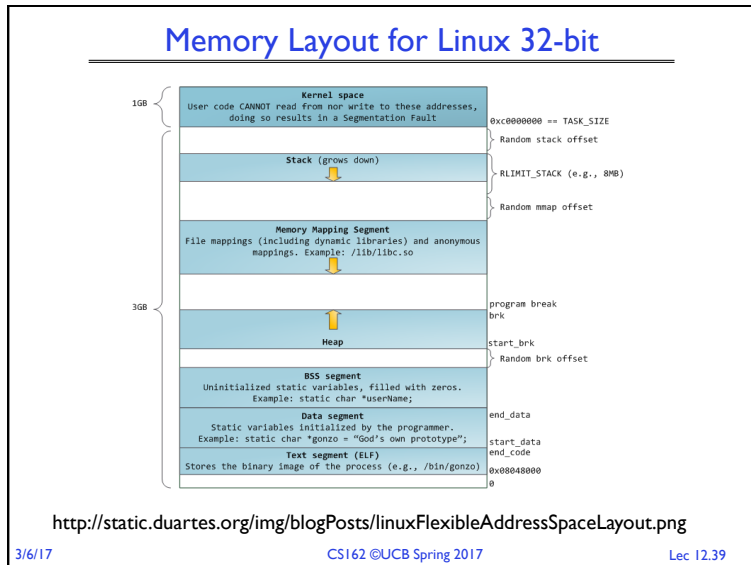 Memory Layout for Linux 32-bit
1GB
Kernel space
User code CANNOT read from nor write to these addresses,
doing so results in a Segmentation Fault
0xc0000000 == TASK_SIZE
Random stack offset
Stack (grows down)
RLIMIT_STACK (e.g., 8MB)
Random mmap offset
Memory Mapping Segment
File mappings (including dynamic libraries) and anonymous
mappings. Example: /lib/libc.so
3GB
program break
brk
Heap
start_brk
Random brk offset
BSS segment
Uninitialized static variables, filled with zeros.
Example: static char *userName;
Data segment
Static variables initialized by the programmer.
Example: static char *gonzo = “God’s own prototype”;
end_data
start_data
Text segment (ELF)
Stores the binary image of the process (e.g., /bin/gonzo)
end_code
0x08048000
0
http://static.duartes.org/img/blogPosts/linuxFlexibleAddressSpaceLayout.png
3/6/17
CS162 ©UCB Spring 2017
Lec 12.39